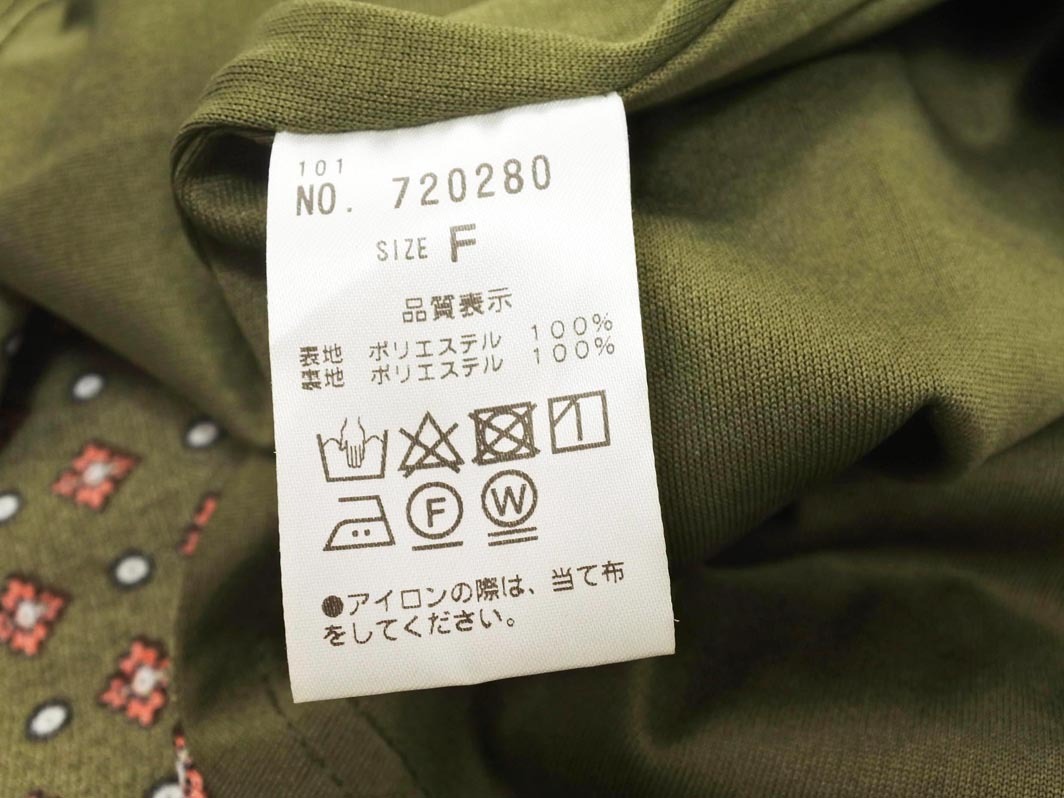 101
NO. 720280
SIZE F
品質表示
表地 ポリエステル 100%
裏地 ポリエステル 100%
F W
●アイロンの際は、当て布
をしてください。